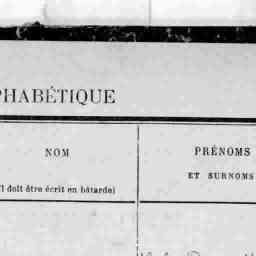 PHABÉTIQUE
NOM
PRÉNOMS
ET SURNOMS
(Il doit être écrit en bâtarde)